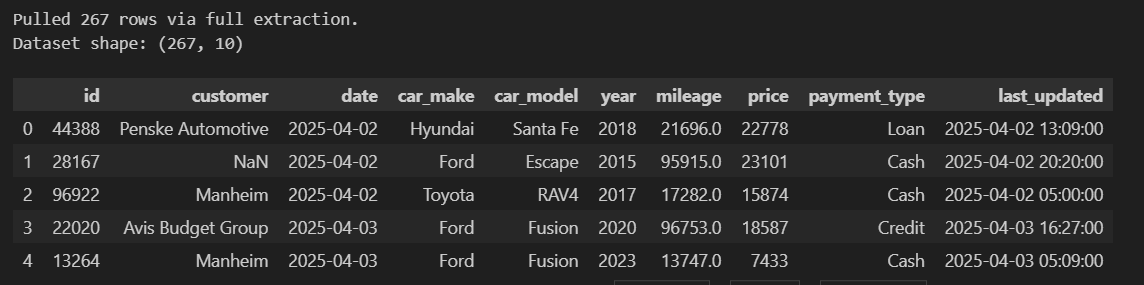 Pulled 267 rows via full extraction.
Dataset shape: (267, 10)
id customer date car_make car_model year mileage price payment_type last_updated
0 44388 Penske Automotive 2025-04-02 Hyundai Santa Fe 2018 21696.0 22778 Loan 2025-04-02 13:09:00
1 28167 NaN 2025-04-02 Ford Escape 2015 95915.0 23101 Cash 2025-04-02 20:20:00
2 96922 Manheim 2025-04-02 Toyota RAV4 2017 17282.0 15874 Cash 2025-04-02 05:00:00
3 22020 Avis Budget Group 2025-04-03 Ford Fusion 2020 96753.0 18587 Credit 2025-04-03 16:27:00
4 13264 Manheim 2025-04-03 Ford Fusion 2023 13747.0 7433 Cash 2025-04-03 05:09:00